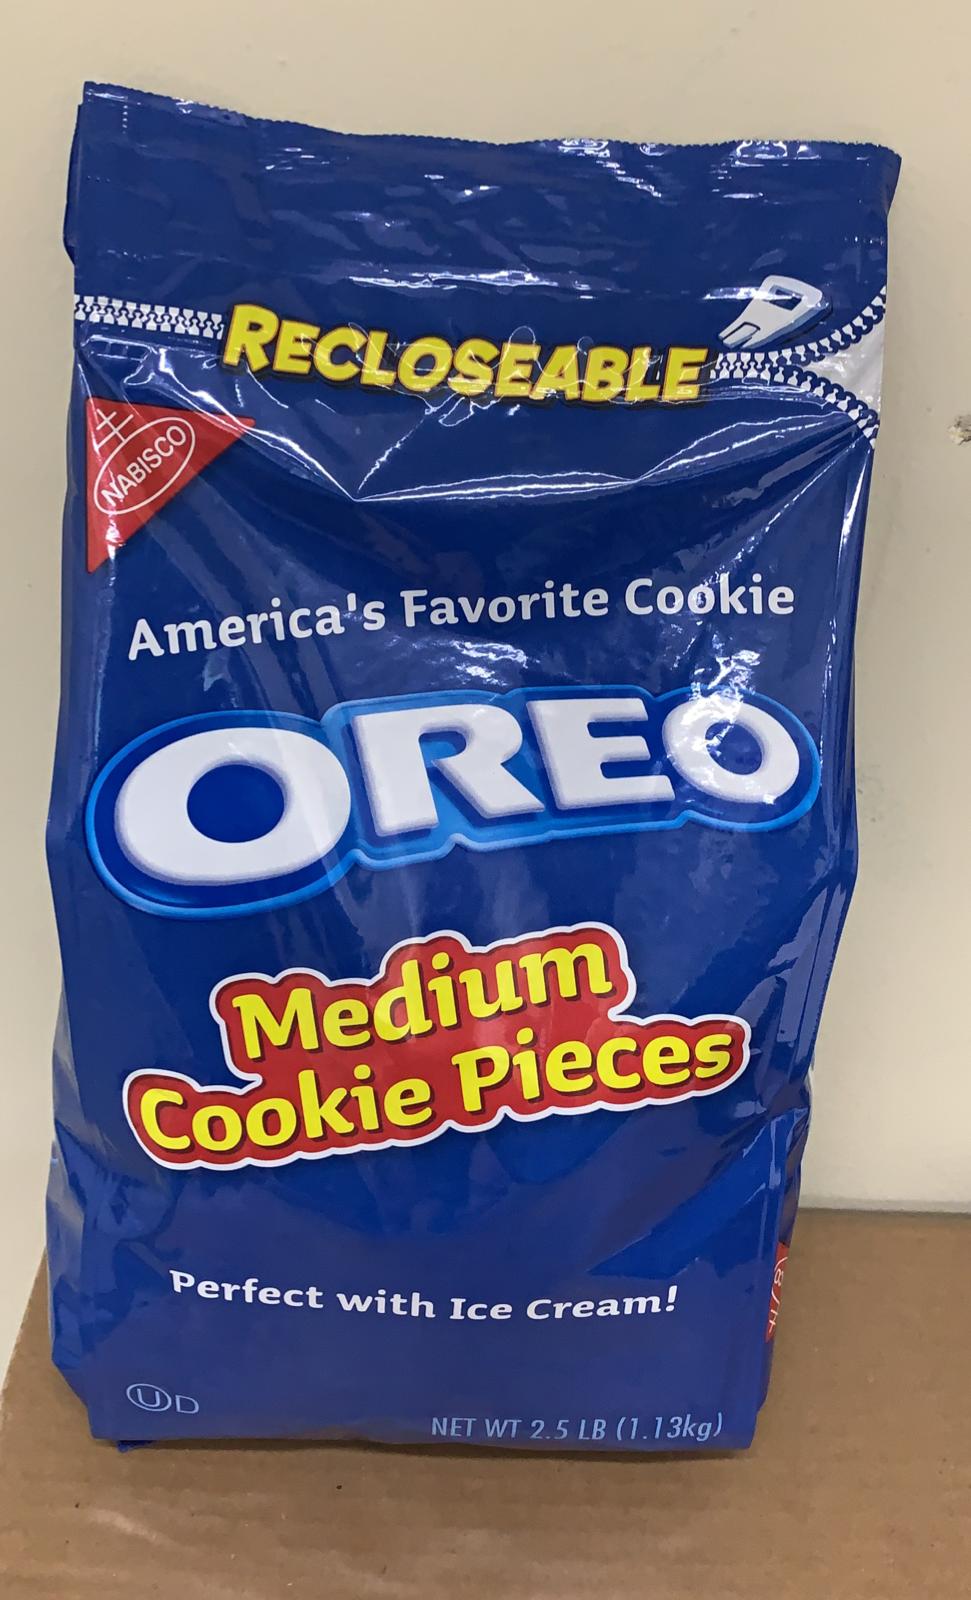 RECLOSEABLE
NABISCO
America's Favorite Cookie
OREO
Medium
Cookie Pieces
Perfect with Ice Cream!
U D
NET WT 2.5 LB (1.13kg)